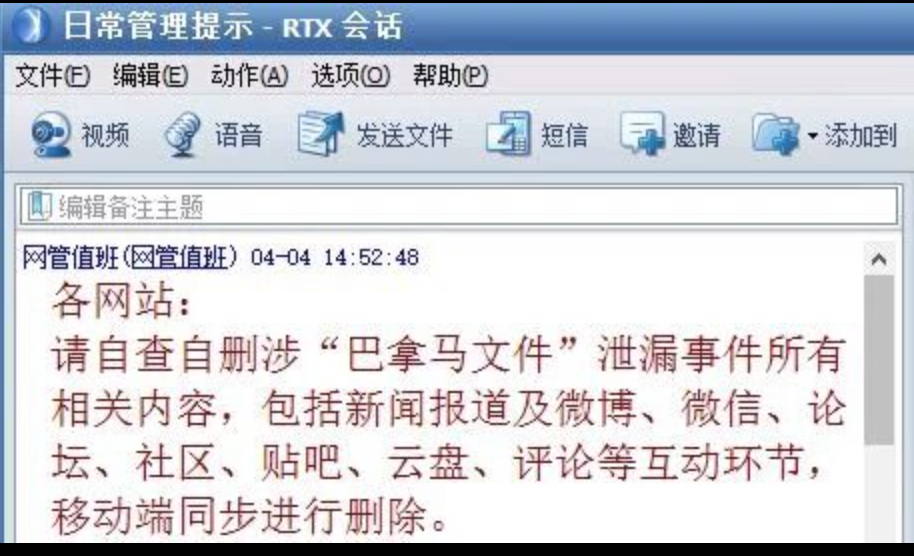 日常管理提示 - RTX 会话
文件(F) 编辑(E) 动作(A) 选项(O) 帮助(P)
视频 语音 发送文件 短信 邀请 添加到
编辑备注主题
网管值班(网管值班) 04-04 14:52:48
各网站：
请自查自删涉“巴拿马文件”泄漏事件所有
相关内容，包括新闻报道及微博、微信、论
坛、社区、贴吧、云盘、评论等互动环节，
移动端同步进行删除。